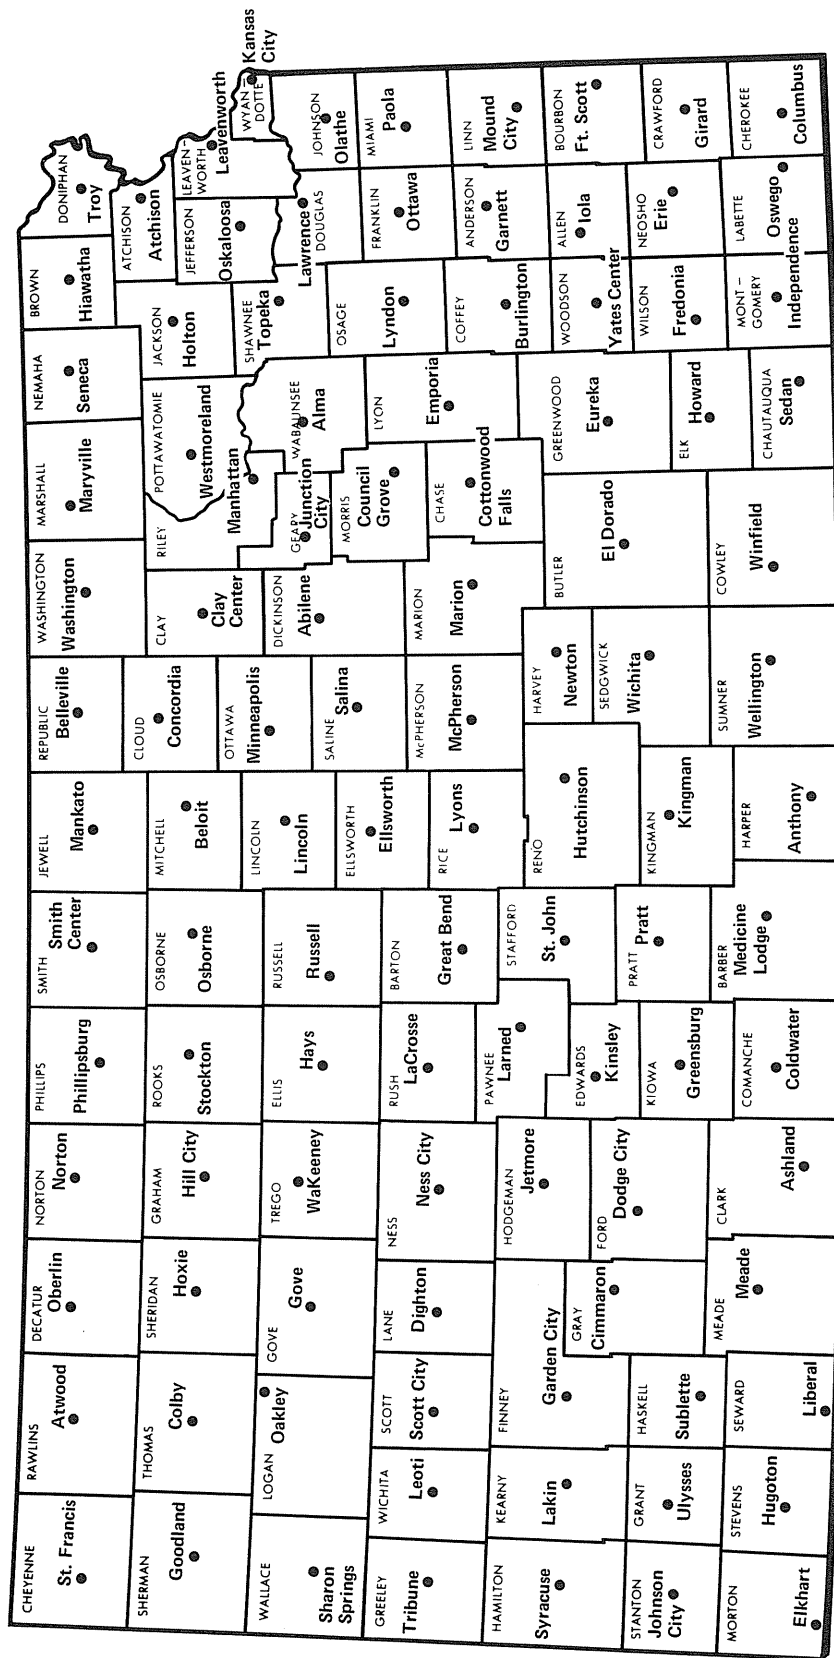 CHEYENNE
St. Francis
RAWLINS
Atwood
DECATUR
Oberlin
NORTON
Norton
PHILLIPS
Phillipsburg
SMITH
Smith
Center
JEWELL
Mankato
REPUBLIC
Belleville
WASHINGTON
Washington
MARSHALL
Maryville
NEMAHA
Seneca
BROWN
Hiawatha
DONIPHAN
Troy
SHERMAN
Goodland
THOMAS
Colby
SHERIDAN
Hoxie
GRAHAM
Hill City
ROOKS
Stockton
OSBORNE
Osborne
MITCHELL
Beloit
CLOUD
Concordia
CLAY
Clay
Center
RILEY
Manhattan
POTTAWATOMIE
Westmoreland
JACKSON
Holton
ATCHISON
Atchison
JEFFERSON
Oskaloosa
LEAVEN-
WORTH
Leavenworth
WYAN-
DOTTE
Kansas
City
WALLACE
Sharon
Springs
LOGAN
Oakley
GOVE
Gove
TREGO
WaKeeney
ELLIS
Hays
RUSSELL
Russell
LINCOLN
Lincoln
OTTAWA
Minneapolis
DICKINSON
Abilene
GEARY
Junction
City
WABAUNSEE
Alma
SHAWNEE
Topeka
Lawrence
DOUGLAS
JOHNSON
Olathe
ELLSWORTH
Ellsworth
SALINE
Salina
MORRIS
Council
Grove
LYON
Emporia
OSAGE
Lyndon
FRANKLIN
Ottawa
MIAMI
Paola
GREELEY
Tribune
WICHITA
Leoti
SCOTT
Scott City
LANE
Dighton
NESS
Ness City
RUSH
LaCrosse
BARTON
Great Bend
RICE
Lyons
McPHERSON
McPherson
MARION
Marion
CHASE
Cottonwood
Falls
COFFEY
Burlington
ANDERSON
Garnett
LINN
Mound
City
HAMILTON
Syracuse
KEARNY
Lakin
FINNEY
Garden City
HODGEMAN
Jetmore
PAWNEE
Larned
STAFFORD
St. John
RENO
Hutchinson
HARVEY
Newton
BUTLER
El Dorado
GREENWOOD
Eureka
WOODSON
Yates Center
ALLEN
Iola
BOURBON
Ft. Scott
GRAY
Cimmaron
FORD
Dodge City
EDWARDS
Kinsley
PRATT
Pratt
KINGMAN
Kingman
SEDGWICK
Wichita
WILSON
Fredonia
NEOSHO
Erie
CRAWFORD
Girard
STANTON
Johnson
City
GRANT
Ulysses
HASKELL
Sublette
KIOWA
Greensburg
ELK
Howard
MORTON
Elkhart
STEVENS
Hugoton
SEWARD
Liberal
MEADE
Meade
CLARK
Ashland
COMANCHE
Coldwater
BARBER
Medicine
Lodge
HARPER
Anthony
SUMNER
Wellington
COWLEY
Winfield
CHAUTAUQUA
Sedan
MONT-
GOMERY
Independence
LABETTE
Oswego
CHEROKEE
Columbus